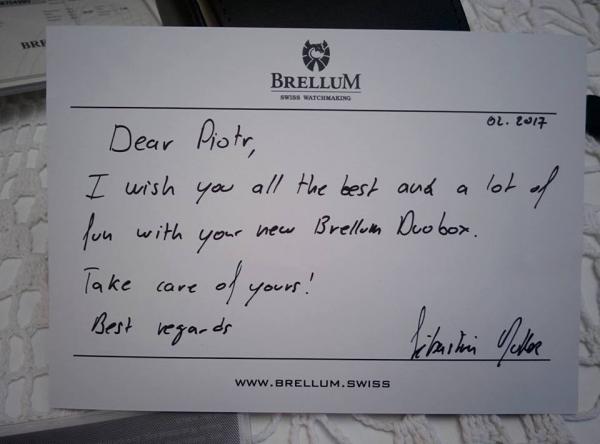 BRELLUM
SWISS WATCHMAKING
02. 2017
Dear Piotr,
I wish you all the best and a lot of
fun with your new Brellum Duobox.
Take care of yours!
Best regards
WWW.BRELLUM.SWISS